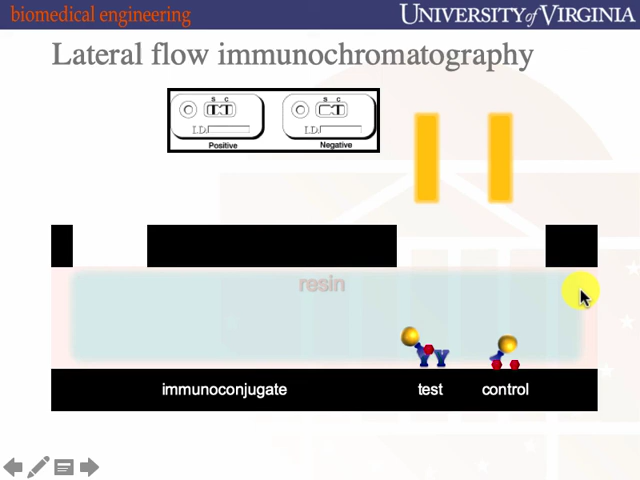 biomedical engineering
UNIVERSITY of VIRGINIA
Lateral flow immunochromatography
S C
S C
I.D.
I.D.
Positive
Negative
resin
immunoconjugate
test
control